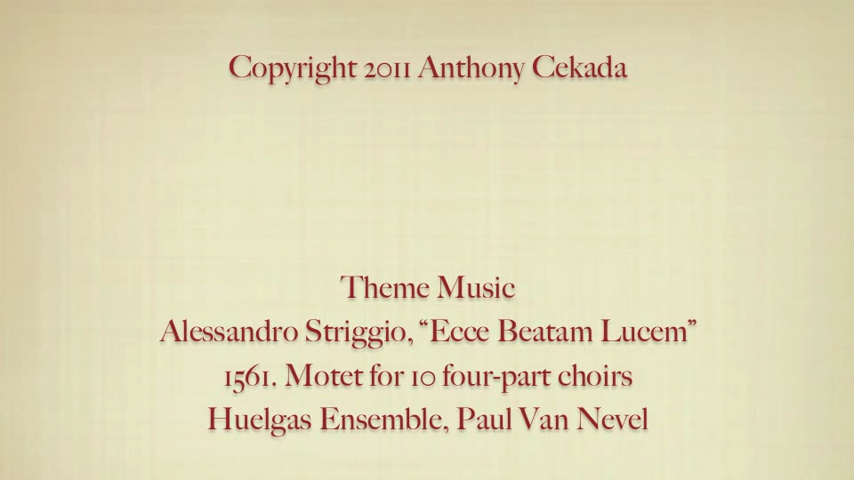 Copyright 2011 Anthony Cekada
Theme Music
Alessandro Striggio, “Ecce Beatam Lucem”
1561. Motet for 10 four-part choirs
Huelgas Ensemble, Paul Van Nevel